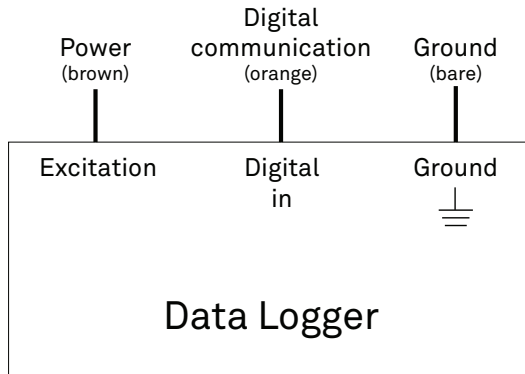 Power
(brown)
Digital
communication
(orange)
Ground
(bare)
Excitation
Digital
in
Ground
Data Logger